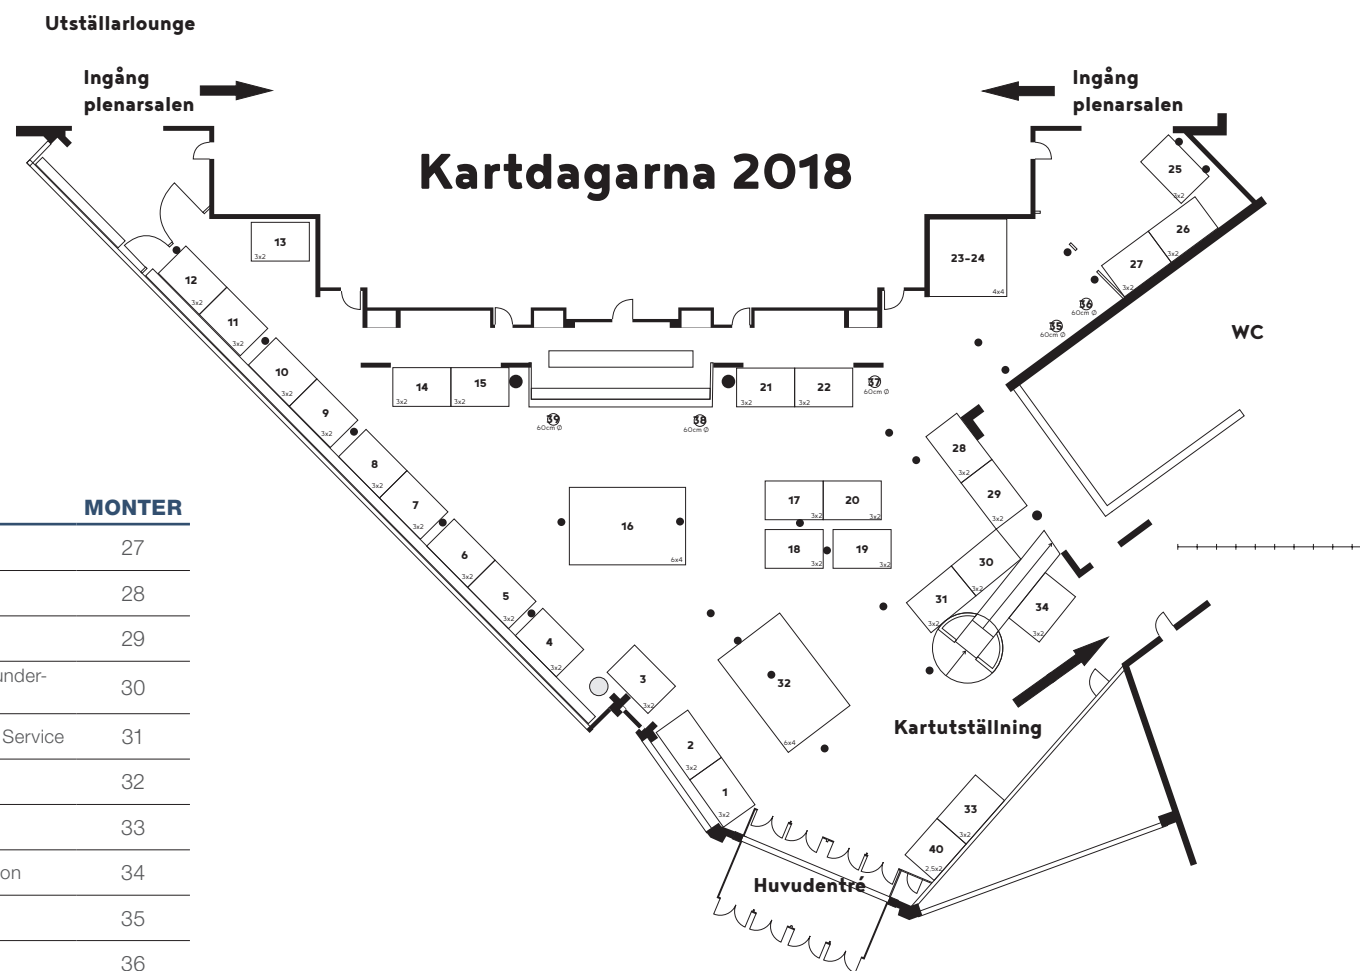 Utställarlounge
Ingång
plenarsalen
Ingång
plenarsalen
Kartdagarna 2018
25
3x2
26
3x2
27
3x2
13
3x2
23-24
4x4
12
3x2
11
3x2
10
3x2
9
3x2
8
3x2
7
3x2
6
3x2
5
3x2
4
3x2
3
3x2
2
3x2
1
3x2
36
60cm Ø
35
60cm Ø
WC
14
3x2
15
3x2
21
3x2
22
3x2
37
60cm Ø
39
60cm Ø
38
60cm Ø
28
3x2
29
3x2
16
6x4
17
3x2
20
3x2
18
3x2
19
3x2
30
3x2
31
3x2
34
3x2
32
6x4
Kartutställning
33
3x2
40
2,5x2
Huvudentré
MONTER
27
28
29
under-
30
Service 31
32
33
on 34
35
36